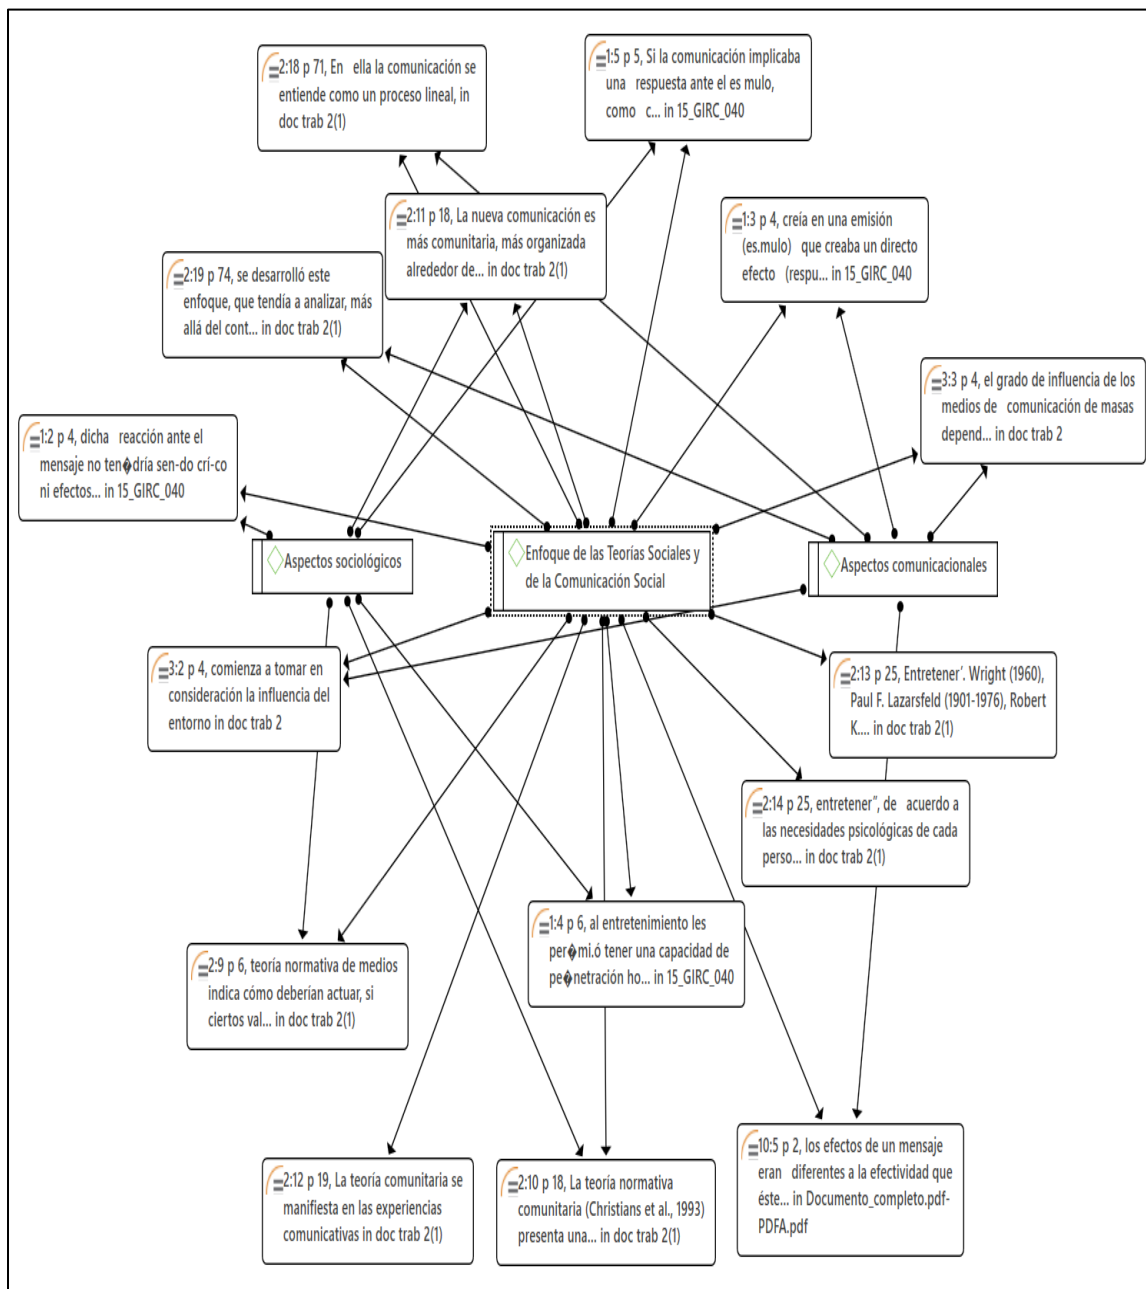 2:18 p 71, En ella la comunicación se
entiende como un proceso lineal, in
doc trab 2(1)
1:5 p 5, Si la comunicación implicaba
una respuesta ante el es mulo,
como c... in 15_GIRC_040
2:11 p 18, La nueva comunicación es
más comunitaria, más organizada
alrededor de... in doc trab 2(1)
1:3 p 4, creía en una emisión
(es.mulo) que creaba un directo
efecto (respu... in 15_GIRC_040
2:19 p 74, se desarrolló este
enfoque, que tendía a analizar, más
allá del cont... in doc trab 2(1)
3:3 p 4, el grado de influencia de los
medios de comunicación de masas
depend... in doc trab 2
1:2 p 4, dicha reacción ante el
mensaje no ten�dría sen-do crí-co
ni efectos... in 15_GIRC_040
Aspectos sociológicos
Enfoque de las Teorías Sociales y
de la Comunicación Social
Aspectos comunicacionales
3:2 p 4, comienza a tomar en
consideración la influencia del
entorno in doc trab 2
2:13 p 25, Entretener’. Wright (1960),
Paul F. Lazarsfeld (1901-1976), Robert
K.... in doc trab 2(1)
2:14 p 25, entretener”, de acuerdo a
las necesidades psicológicas de cada
perso... in doc trab 2(1)
1:4 p 6, al entretenimiento les
per�mi.ó tener una capacidad de
pe�netración ho... in 15_GIRC_040
2:9 p 6, teoría normativa de medios
indica cómo deberían actuar, si
ciertos val... in doc trab 2(1)
2:12 p 19, La teoría comunitaria se
manifiesta en las experiencias
comunicativas in doc trab 2(1)
2:10 p 18, La teoría normativa
comunitaria (Christians et al., 1993)
presenta una... in doc trab 2(1)
10:5 p 2, los efectos de un mensaje
eran diferentes a la efectividad que
éste... in Documento_completo.pdf-
PDFA.pdf